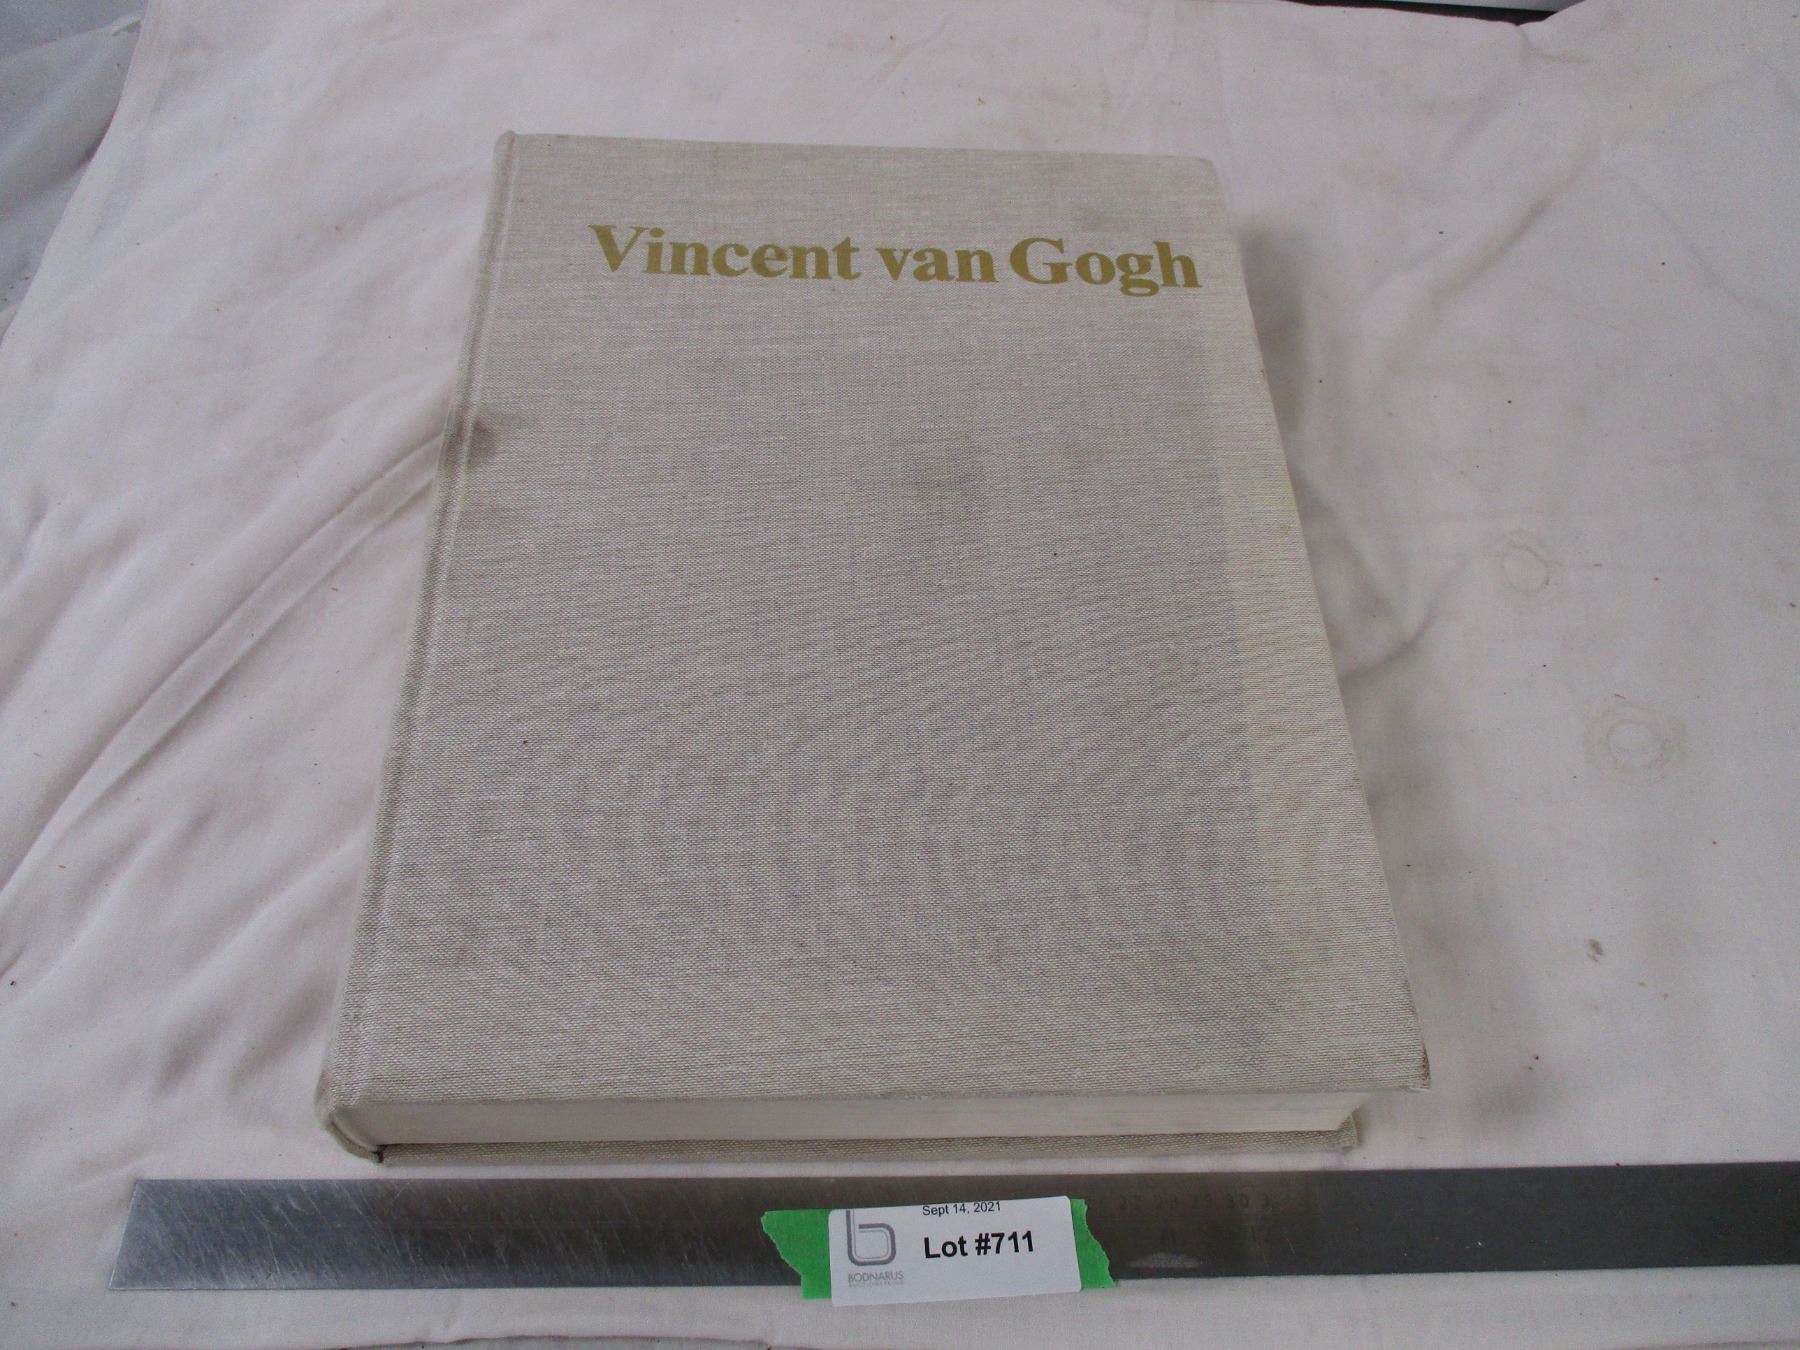 Vincent van Gogh
Sept 14, 2021
Lot #711
BODNARUS